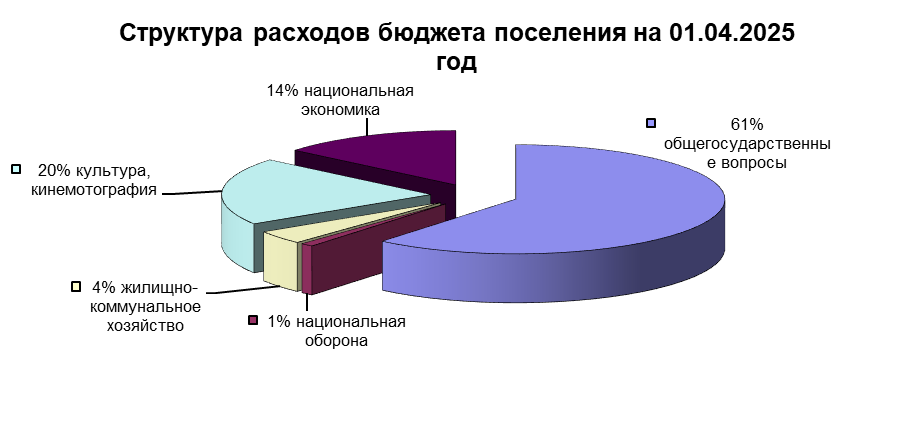 Структура расходов бюджета поселения на 01.04.2025
год
14% национальная
экономика
61%
общегосударственны
е вопросы
20% культура,
кинемотография
4% жилищно-
коммунальное
хозяйство
1% национальная
оборона